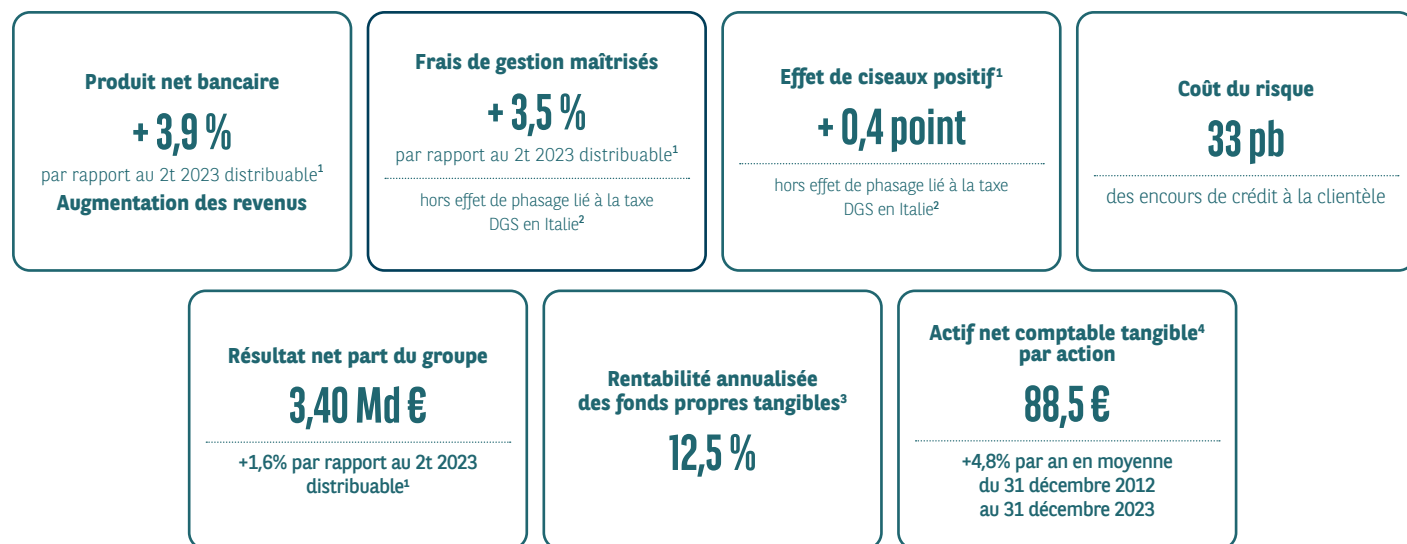 Produit net bancaire
+ 3,9 %
par rapport au 2t 2023 distribuable¹
Augmentation des revenus
Frais de gestion maîtrisés
+ 3,5 %
par rapport au 2t 2023 distribuable¹
hors effet de phasage lié à la taxe
DGS en Italie²
Effet de ciseaux positif¹
+ 0,4 point
hors effet de phasage lié à la taxe
DGS en Italie²
Coût du risque
33 pb
des encours de crédit à la clientèle
Résultat net part du groupe
3,40 Md €
+1,6% par rapport au 2t 2023
distribuable¹
Rentabilité annualisée
des fonds propres tangibles³
12,5 %
Actif net comptable tangible⁴
par action
88,5 €
+4,8% par an en moyenne
du 31 décembre 2012
au 31 décembre 2023